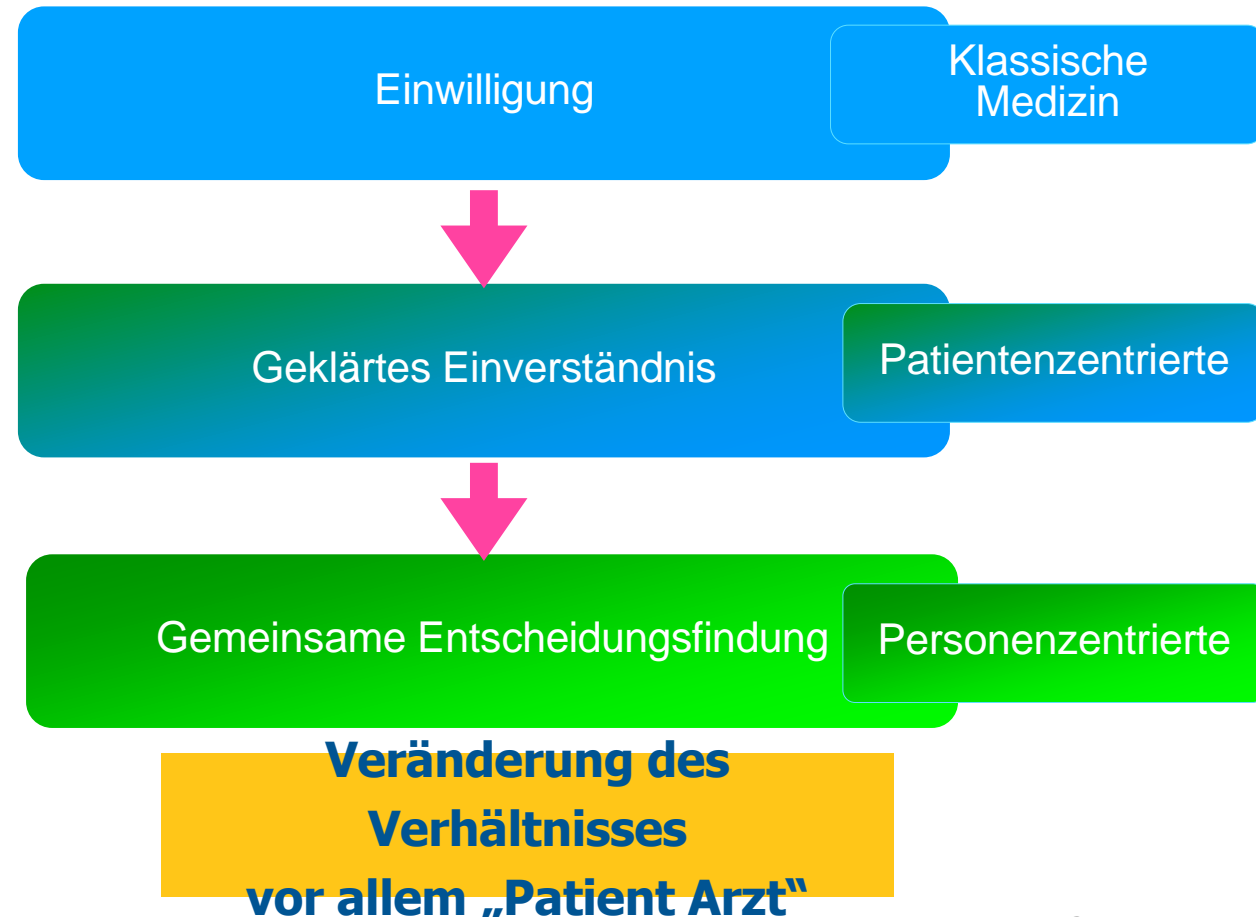 Einwilligung
Klassische
Medizin
Geklärtes Einverständnis
Patientenzentrierte
Gemeinsame Entscheidungsfindung
Personenzentrierte
Veränderung des
Verhältnisses
vor allem „Patient Arzt“